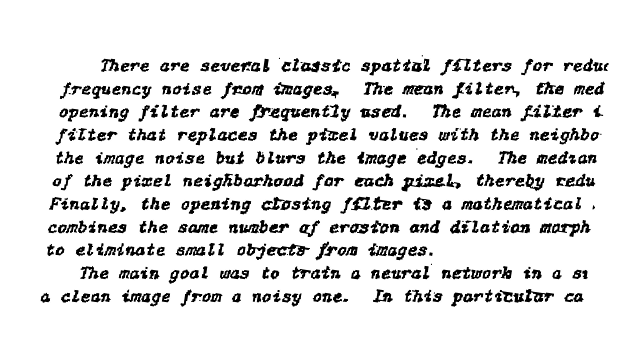 There are several classic spatial filters for reduc
frequency noise from images. The mean filter, the med
opening filter are frequently used. The mean filter i
filter that replaces the pixel values with the neighbo
the image noise but blurs the image edges. The median
of the pixel neighborhood for each pixel, thereby redu
Finally, the opening closing filter is a mathematical
combines the same number of erosion and dilation morph
to eliminate small objects from images.
The main goal was to train a neural network in a si
a clean image from a noisy one. In this particular ca